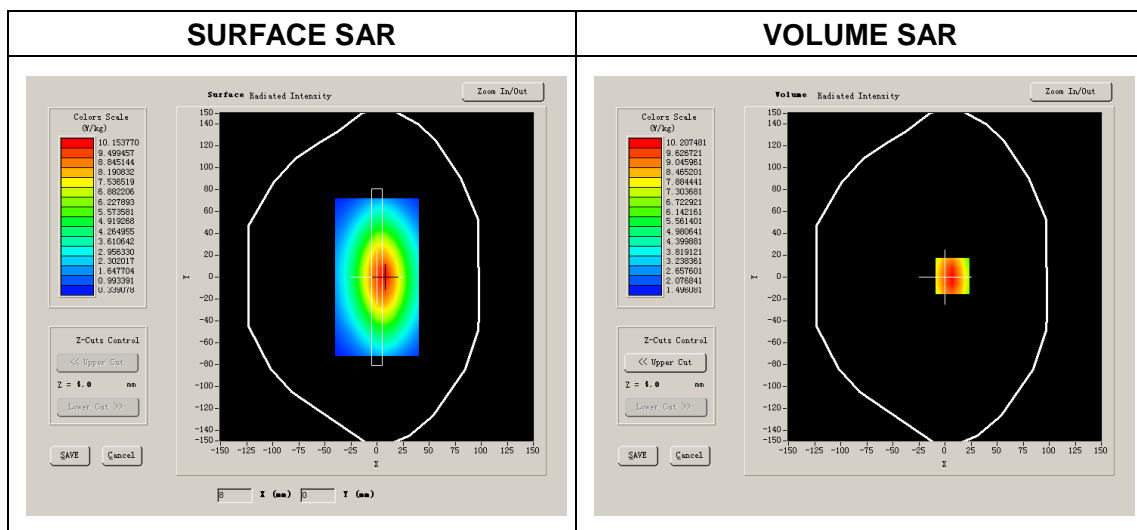 SURFACE SAR
VOLUME SAR
Surface Radiated Intensity
Zoom In/Out
Colors Scale
(W/kg)
10.153770
9.499457
8.845144
8.190832
7.536519
6.882206
6.227893
5.573581
4.919268
4.264955
3.610642
2.956330
2.302017
1.647704
0.993391
0.339078
Z-Cuts Control
<< Upper Cut
Z = 4.0 mm
Lower Cut >>
SAVE Cancel
150
140
120
100
80
60
40
20
0
-20
-40
-60
-80
-100
-120
-140
-150
Y
-150 -125 -100 -75 -50 -25 0 25 50 75 100 125 150
X
8 X (mm) 0 Y (mm)
Volume Radiated Intensity
Zoom In/Out
Colors Scale
(W/kg)
10.207481
9.626721
9.045961
8.465201
7.884441
7.303681
6.722921
6.142161
5.561401
4.980641
4.399881
3.819121
3.238361
2.657601
2.076841
1.496081
Z-Cuts Control
<< Upper Cut
Z = 4.0 mm
Lower Cut >>
SAVE Cancel
150
140
120
100
80
60
40
20
0
-20
-40
-60
-80
-100
-120
-140
-150
Y
-150 -125 -100 -75 -50 -25 0 25 50 75 100 125 150
X